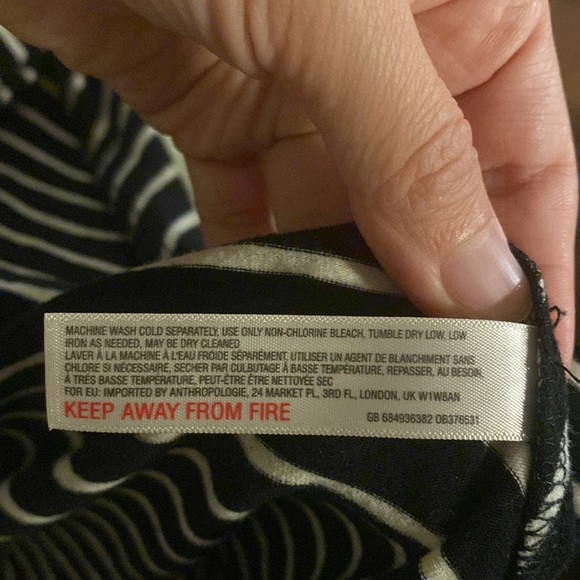 MACHINE WASH COLD SEPARATELY, USE ONLY NON-CHLORINE BLEACH, TUMBLE DRY LOW, LOW
IRON AS NEEDED, MAY BE DRY CLEANED
LAVER À LA MACHINE À L'EAU FROIDE SÉPARÉMENT, UTILISER UN AGENT DE BLANCHIMENT SANS
CHLORE SI NÉCESSAIRE, SECHER PAR CULBUTAGE À BASSE TEMPÉRATURE, REPASSER, AU BESOIN,
À TRÉS BASSE TEMPÉRATURE, PEUT-ÊTRE ÊTRE NETTOYÉE SEC
FOR EU: IMPORTED BY ANTHROPOLOGIE, 24 MARKET PL, 3RD FL, LONDON, UK W1W8AN
KEEP AWAY FROM FIRE GB 684936382 OB376531